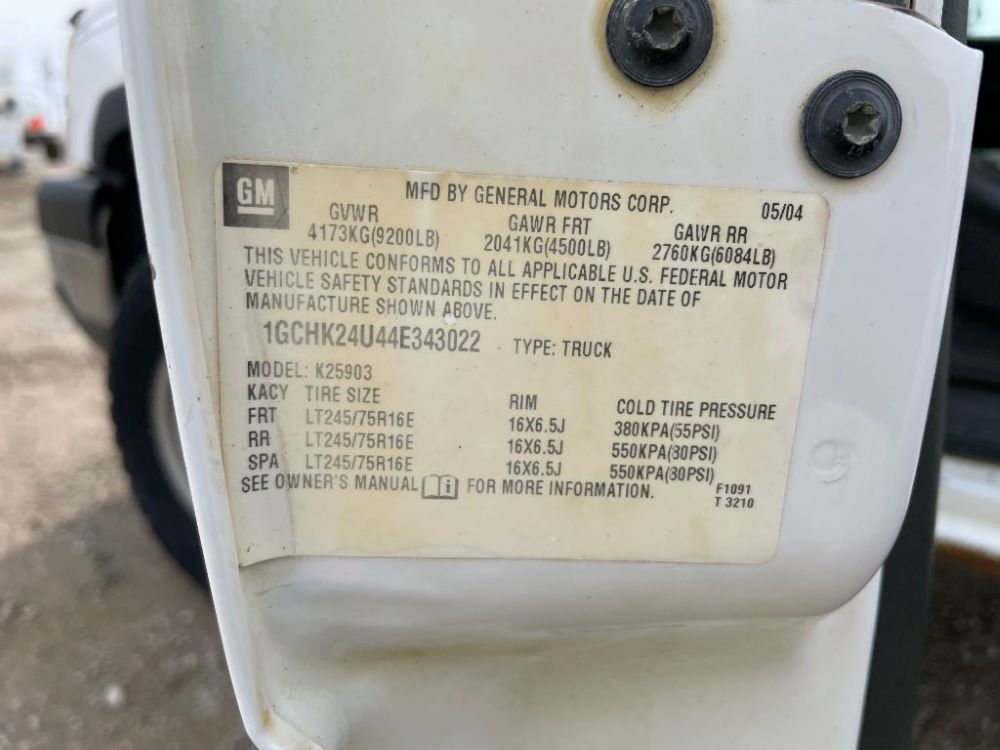 GM
MFD BY GENERAL MOTORS CORP. 05/04
GVWR GAWR FRT GAWR RR
4173KG(9200LB) 2041KG(4500LB) 2760KG(6084LB)
THIS VEHICLE CONFORMS TO ALL APPLICABLE U.S. FEDERAL MOTOR
VEHICLE SAFETY STANDARDS IN EFFECT ON THE DATE OF
MANUFACTURE SHOWN ABOVE.
1GCHK24U44E343022 TYPE: TRUCK
MODEL: K25903
KACY TIRE SIZE RIM COLD TIRE PRESSURE
FRT LT245/75R16E 16X6.5J 380KPA(55PSI)
RR LT245/75R16E 16X6.5J 550KPA(30PSI)
SPA LT245/75R16E 16X6.5J 550KPA(30PSI)
SEE OWNER'S MANUAL FOR MORE INFORMATION. F1091
T 3210